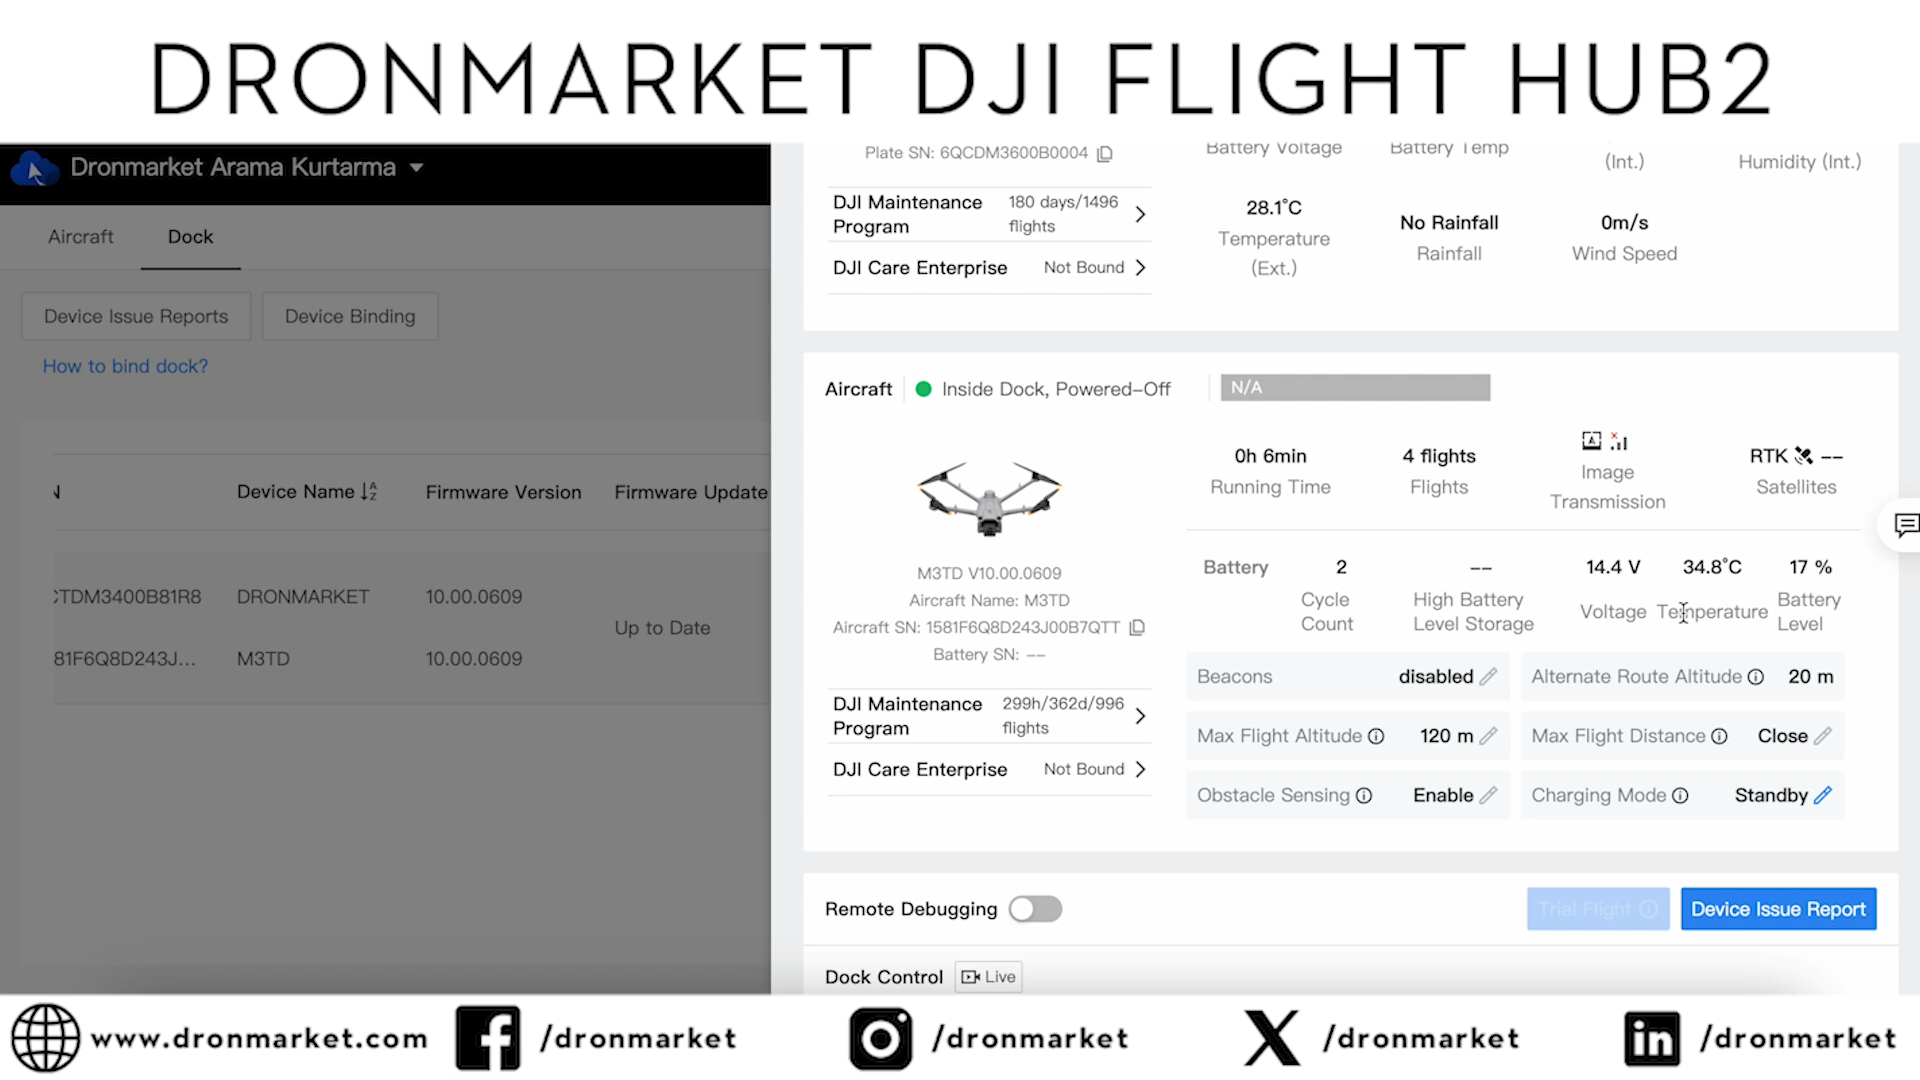 DRONMARKET DJI FLIGHT HUB2
Dronmarket Arama Kurtarma
Aircraft
Dock
Device Issue Reports
Device Binding
How to bind dock?
Device Name
Firmware Version
Firmware Update
CTDM3400B81R8
DRONMARKET
10.00.0609
Up to Date
81F6Q8D243J...
M3TD
10.00.0609
Plate SN: 6QCDM3600B0004
Battery Voltage
Battery Temp
(Int.)
Humidity (Int.)
DJI Maintenance
Program
180 days/1496
flights
DJI Care Enterprise
Not Bound
28.1°C
Temperature
(Ext.)
No Rainfall
Rainfall
0m/s
Wind Speed
Aircraft
Inside Dock, Powered-Off
N/A
M3TD V10.00.0609
Aircraft Name: M3TD
Aircraft SN: 1581F6Q8D243J00B7QTT
Battery SN: --
DJI Maintenance
Program
299h/362d/996
flights
DJI Care Enterprise
Not Bound
0h 6min
Running Time
4 flights
Flights
Image
Transmission
RTK --
Satellites
Battery
2
Cycle
Count
--
High Battery
Level Storage
14.4 V
Voltage
34.8°C
Temperature
17 %
Battery
Level
Beacons
disabled
Alternate Route Altitude
20 m
Max Flight Altitude
120 m
Max Flight Distance
Close
Obstacle Sensing
Enable
Charging Mode
Standby
Remote Debugging
Trial Flight
Device Issue Report
Dock Control
Live
www.dronmarket.com
/dronmarket
/dronmarket
/dronmarket
/dronmarket